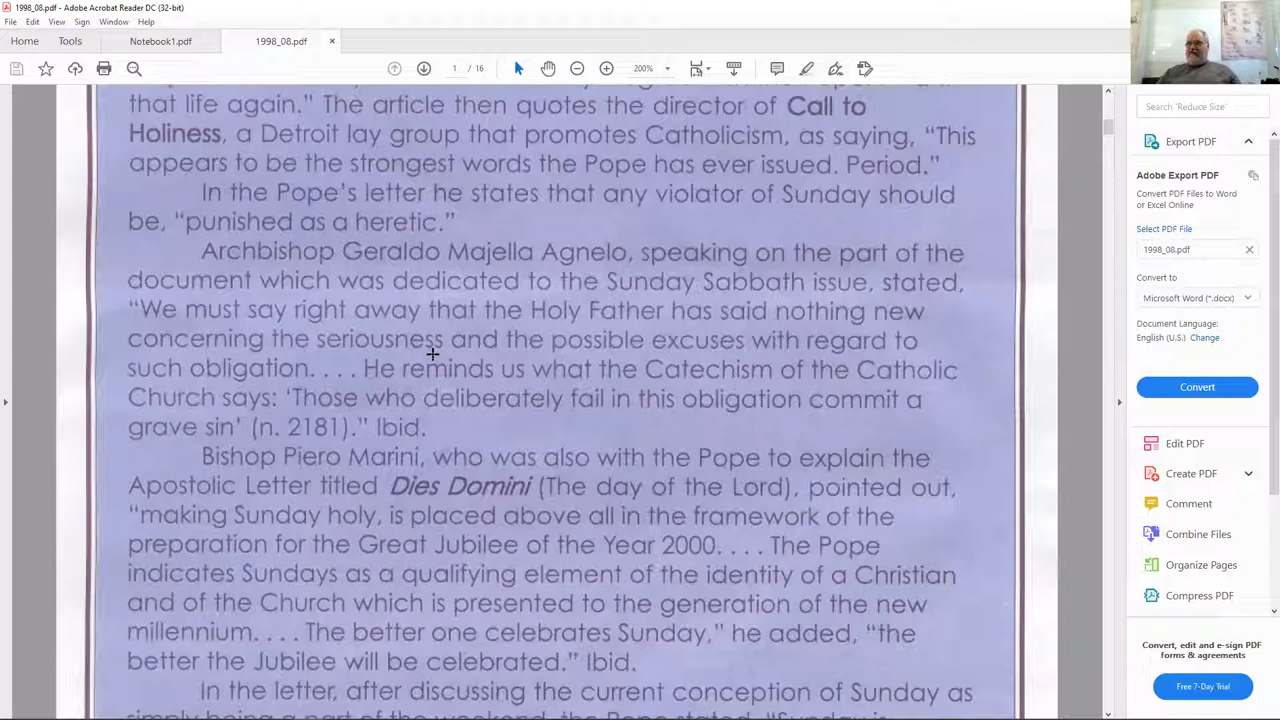 1998_08.pdf - Adobe Acrobat Reader DC (32-bit)
File Edit View Sign Window Help
Home Tools Notebook1.pdf 1998_08.pdf ×
1 / 16 200%
that life again.” The article then quotes the director of Call to
Holiness, a Detroit lay group that promotes Catholicism, as saying, “This
appears to be the strongest words the Pope has ever issued. Period.”
In the Pope’s letter he states that any violator of Sunday should
be, “punished as a heretic.”
Archbishop Geraldo Majella Agnelo, speaking on the part of the
document which was dedicated to the Sunday Sabbath issue, stated,
“We must say right away that the Holy Father has said nothing new
concerning the seriousness and the possible excuses with regard to
such obligation. . . . He reminds us what the Catechism of the Catholic
Church says: ‘Those who deliberately fail in this obligation commit a
grave sin’ (n. 2181).” Ibid.
Bishop Piero Marini, who was also with the Pope to explain the
Apostolic Letter titled Dies Domini (The day of the Lord), pointed out,
“making Sunday holy, is placed above all in the framework of the
preparation for the Great Jubilee of the Year 2000. . . . The Pope
indicates Sundays as a qualifying element of the identity of a Christian
and of the Church which is presented to the generation of the new
millennium. . . . The better one celebrates Sunday,” he added, “the
better the Jubilee will be celebrated.” Ibid.
In the letter, after discussing the current conception of Sunday as
simply being a part of the weekend, the Pope stated, “Sunday is
Search 'Reduce Size'
Export PDF
Adobe Export PDF
Convert PDF Files to Word
or Excel Online
Select PDF File
1998_08.pdf
Convert to
Microsoft Word (*.docx)
Document Language:
English (U.S.) Change
Convert
Edit PDF
Create PDF
Comment
Combine Files
Organize Pages
Compress PDF
Convert, edit and e-sign PDF
forms & agreements
Free 7-Day Trial